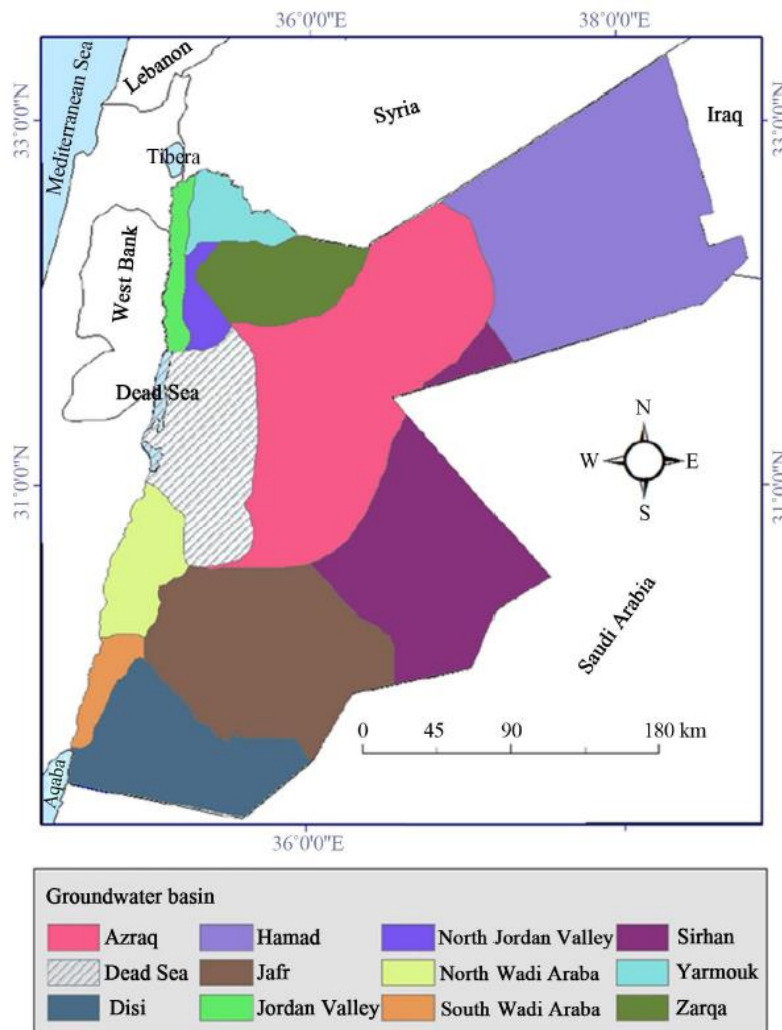 36°0'0"E 38°0'0"E
Mediterranean Sea
Lebanon
Syria
Iraq
33°0'0"N
33°0'0"N
Tibera
West Bank
Dead Sea
N
W E
S
31°0'0"N
31°0'0"N
Saudi Arabia
0 45 90 180 km
Aqaba
36°0'0"E
Groundwater basin
Azraq Hamad North Jordan Valley Sirhan
Dead Sea Jafr North Wadi Araba Yarmouk
Disi Jordan Valley South Wadi Araba Zarqa